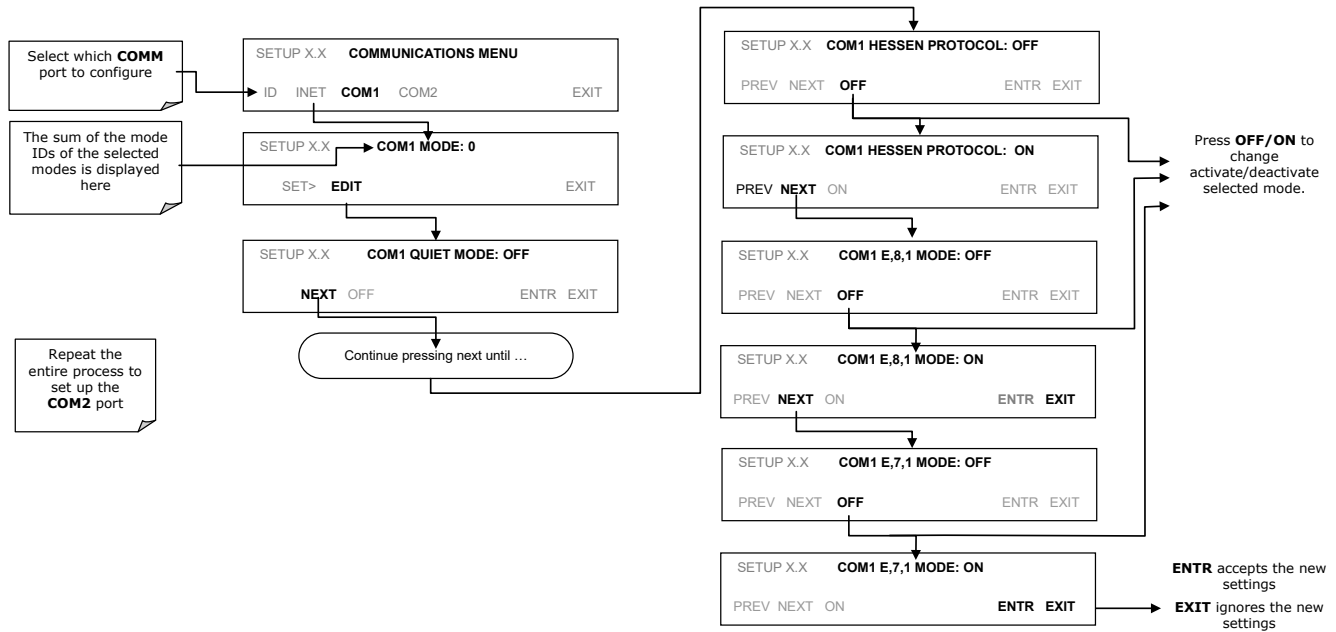 Select which COMM
port to configure
SETUP X.X COMMUNICATIONS MENU
ID INET COM1 COM2 EXIT
The sum of the mode
IDs of the selected
modes is displayed
here
SETUP X.X COM1 MODE: 0
SET> EDIT EXIT
SETUP X.X COM1 QUIET MODE: OFF
NEXT OFF ENTR EXIT
Continue pressing next until …
Repeat the
entire process to
set up the
COM2 port
SETUP X.X COM1 HESSEN PROTOCOL: OFF
PREV NEXT OFF ENTR EXIT
SETUP X.X COM1 HESSEN PROTOCOL: ON
PREV NEXT ON ENTR EXIT
SETUP X.X COM1 E,8,1 MODE: OFF
PREV NEXT OFF ENTR EXIT
SETUP X.X COM1 E,8,1 MODE: ON
PREV NEXT ON ENTR EXIT
SETUP X.X COM1 E,7,1 MODE: OFF
PREV NEXT OFF ENTR EXIT
SETUP X.X COM1 E,7,1 MODE: ON
PREV NEXT ON ENTR EXIT
Press OFF/ON to
change
activate/deactivate
selected mode.
ENTR accepts the new
settings
EXIT ignores the new
settings